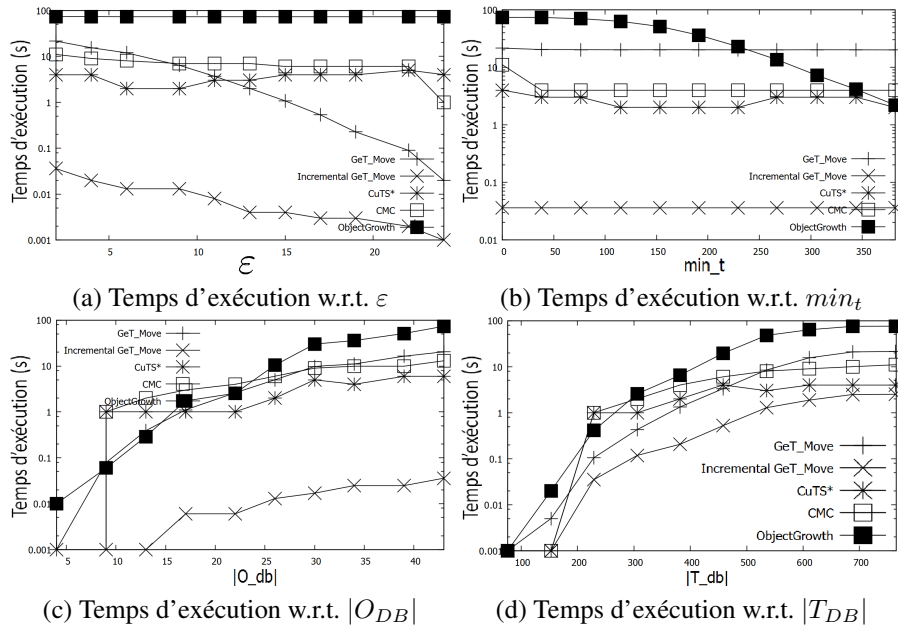 100
10
1
0.1
0.01
0.001
Temps d'exécution (s)
GeT_Move
Incremental GeT_Move
CuTS*
CMC
ObjectGrowth
5 10 15 20
ε
(a) Temps d'exécution w.r.t. ε
100
10
1
0.1
0.01
Temps d'exécution (s)
GeT_Move
Incremental GeT_Move
CuTS*
CMC
ObjectGrowth
0 50 100 150 200 250 300 350
min_t
(b) Temps d'exécution w.r.t. min_t
100
10
1
0.1
0.01
0.001
Temps d'exécution (s)
GeT_Move
Incremental GeT_Move
CuTS*
CMC
ObjectGrowth
5 10 15 20 25 30 35 40
|O_db|
(c) Temps d'exécution w.r.t. |O_DB|
100
10
1
0.1
0.01
0.001
Temps d'exécution (s)
GeT_Move
Incremental GeT_Move
CuTS*
CMC
ObjectGrowth
100 200 300 400 500 600 700
|T_db|
(d) Temps d'exécution w.r.t. |T_DB|